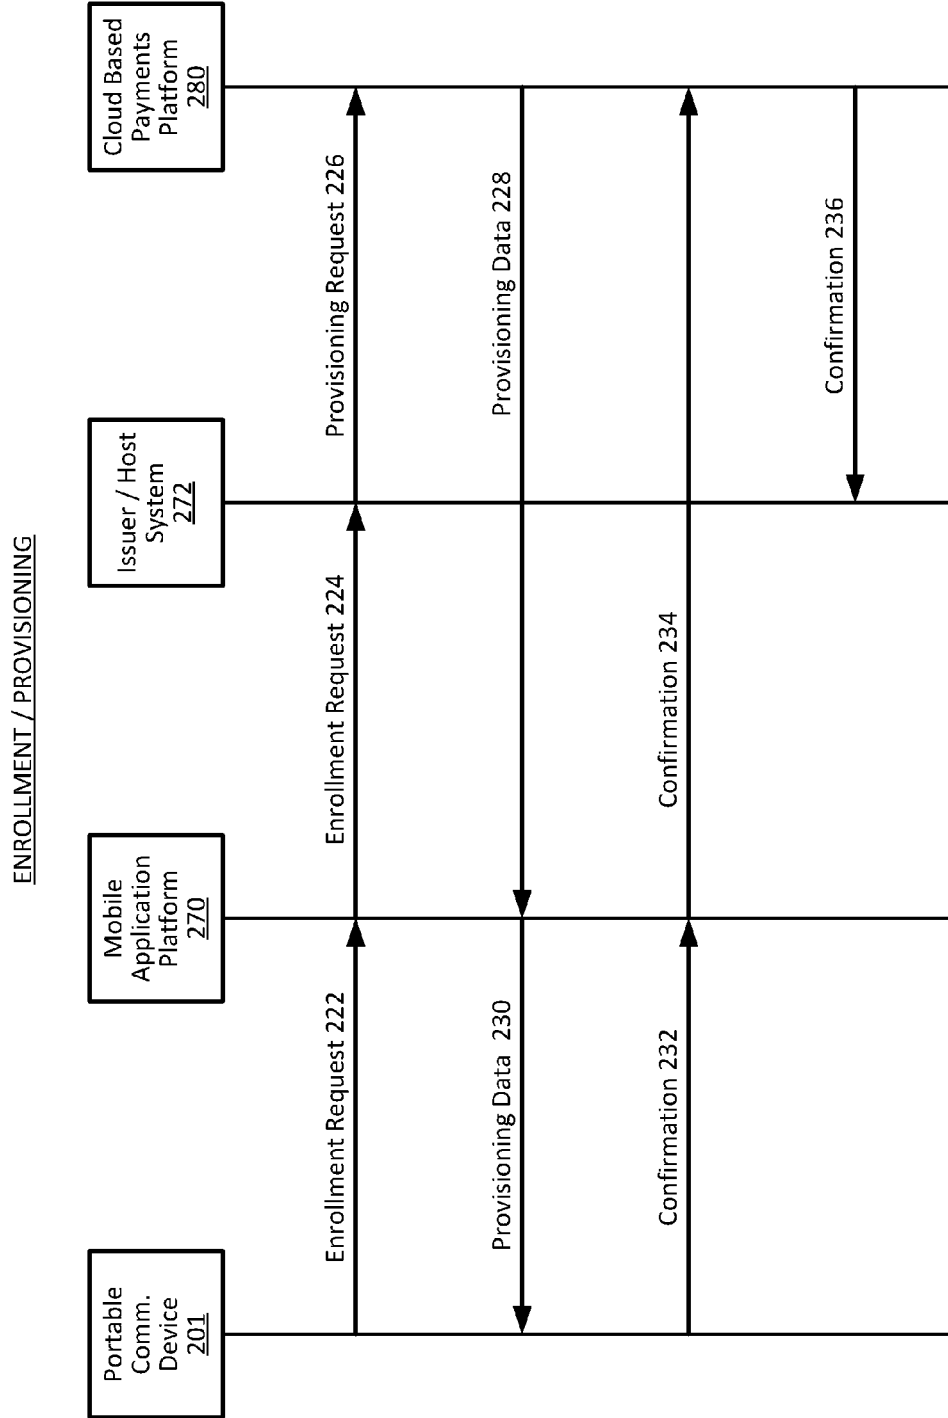 ENROLLMENT / PROVISIONING
Portable
Comm.
Device
201
Mobile
Application
Platform
270
Issuer / Host
System
272
Cloud Based
Payments
Platform
280
Enrollment Request 222
Enrollment Request 224
Provisioning Request 226
Provisioning Data 230
Provisioning Data 228
Confirmation 232
Confirmation 234
Confirmation 236